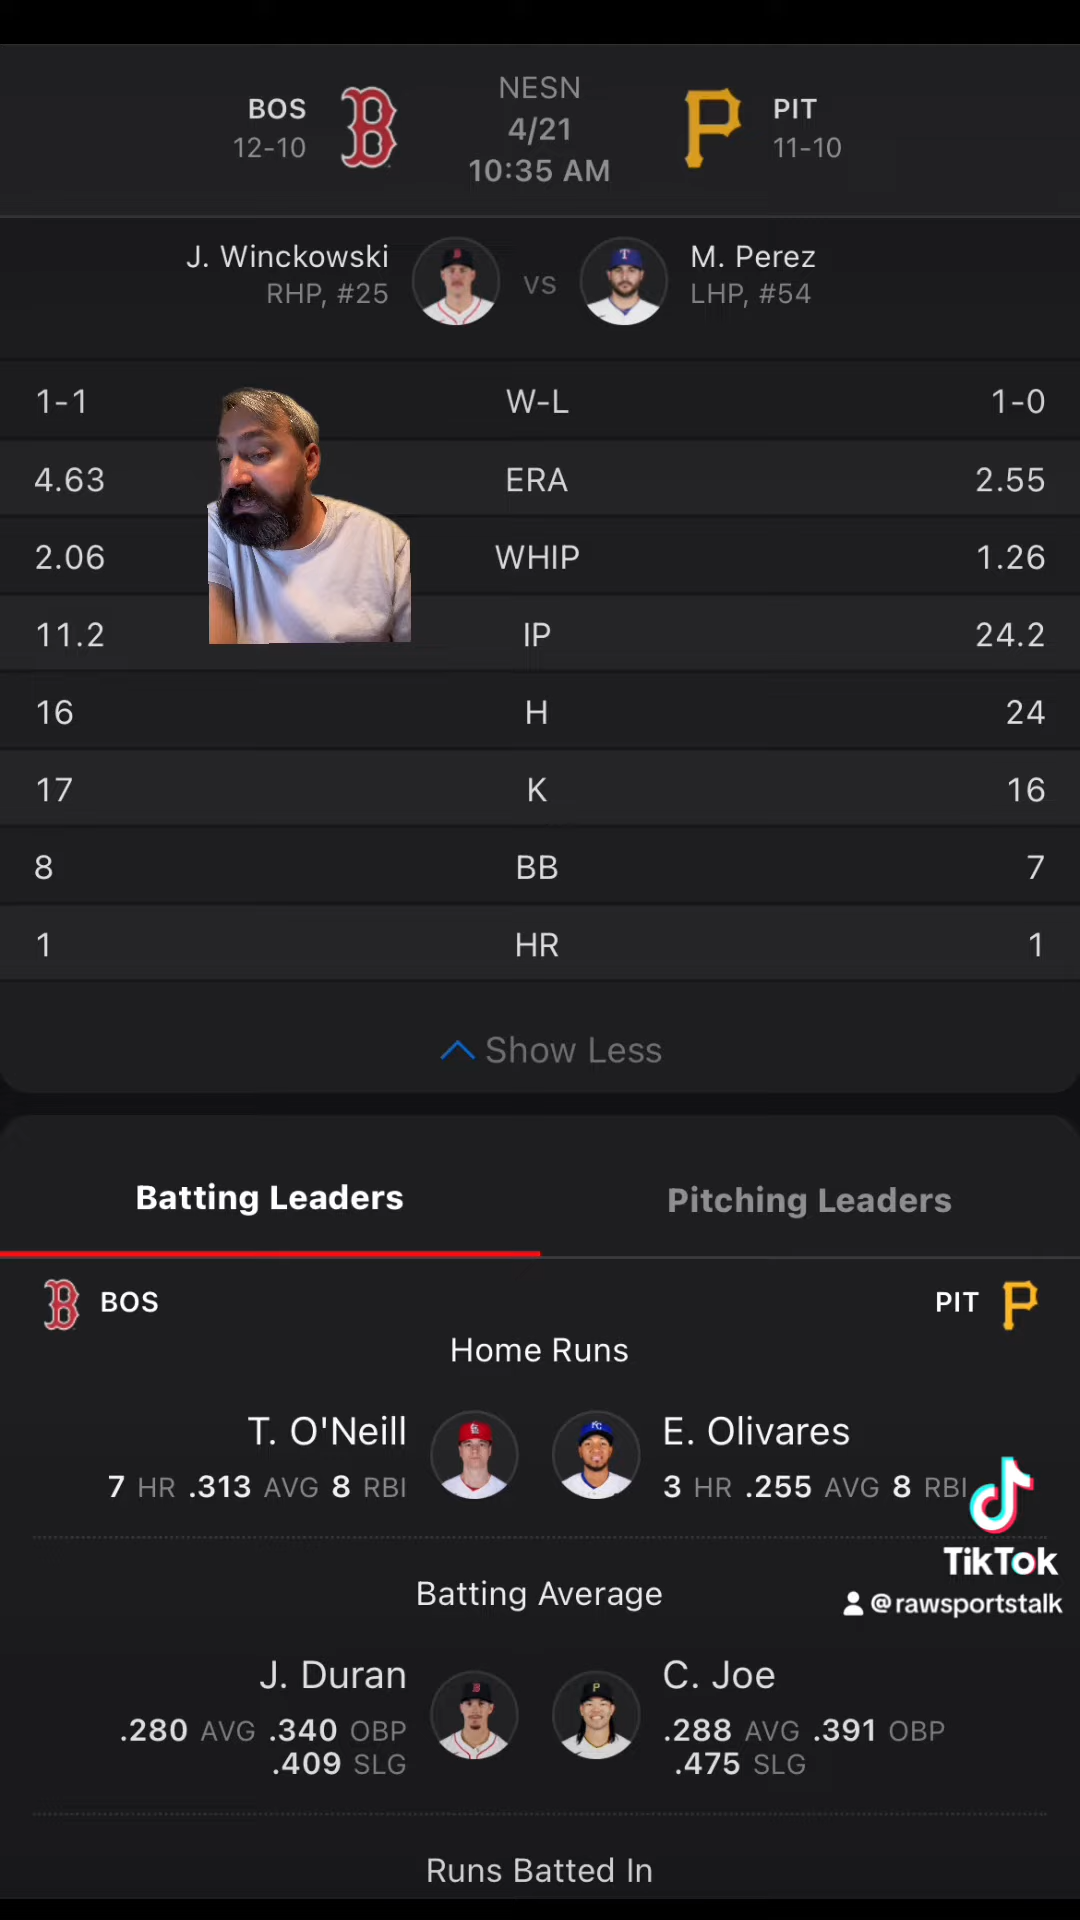 NESN
BOS
4/21
PIT
12-10
10:35 AM
11-10
J. Winckowski
RHP, #25
vs
M. Perez
LHP, #54
1-1 W-L 1-0
4.63 ERA 2.55
2.06 WHIP 1.26
11.2 IP 24.2
16 H 24
17 K 16
8 BB 7
1 HR 1
Show Less
Batting Leaders Pitching Leaders
BOS PIT
Home Runs
T. O'Neill E. Olivares
7 HR .313 AVG 8 RBI 3 HR .255 AVG 8 RBI
TikTok
@rawsportstalk
Batting Average
J. Duran C. Joe
.280 AVG .340 OBP .288 AVG .391 OBP
.409 SLG .475 SLG
Runs Batted In